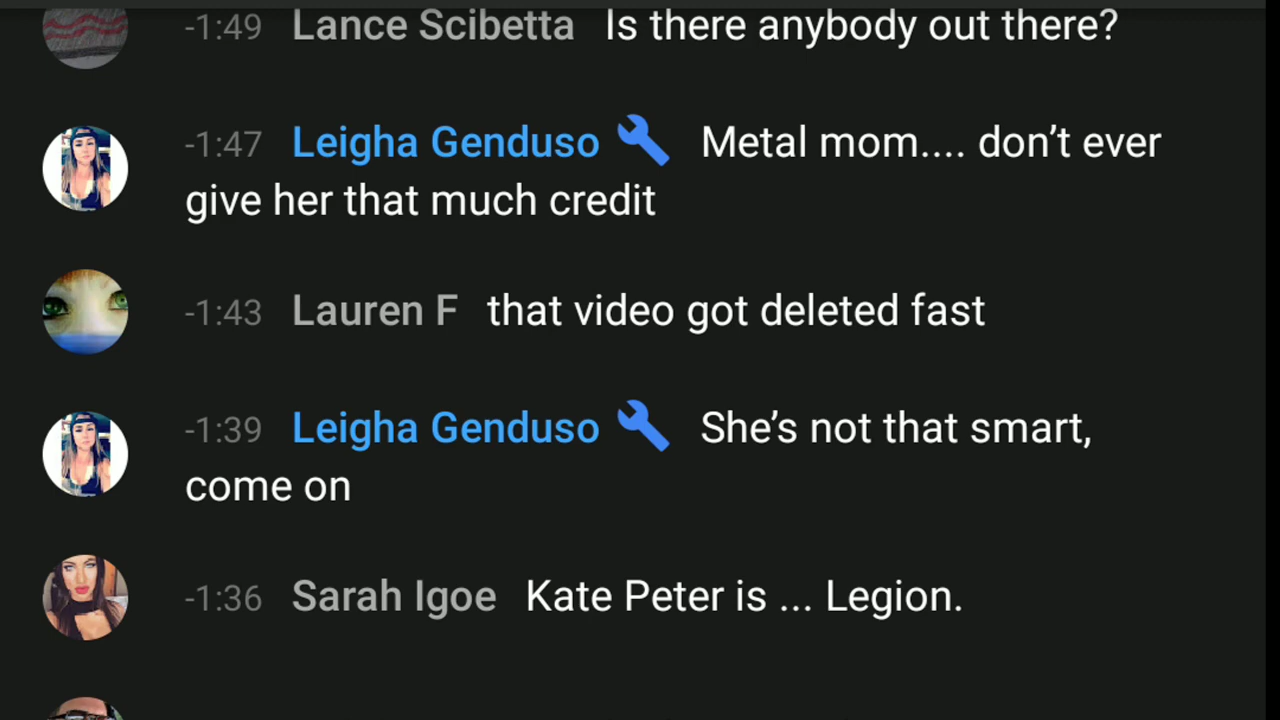 -1:49 Lance Scibetta Is there anybody out there?
-1:47 Leigha Genduso Metal mom.... don’t ever
give her that much credit
-1:43 Lauren F that video got deleted fast
-1:39 Leigha Genduso She’s not that smart,
come on
-1:36 Sarah Igoe Kate Peter is ... Legion.